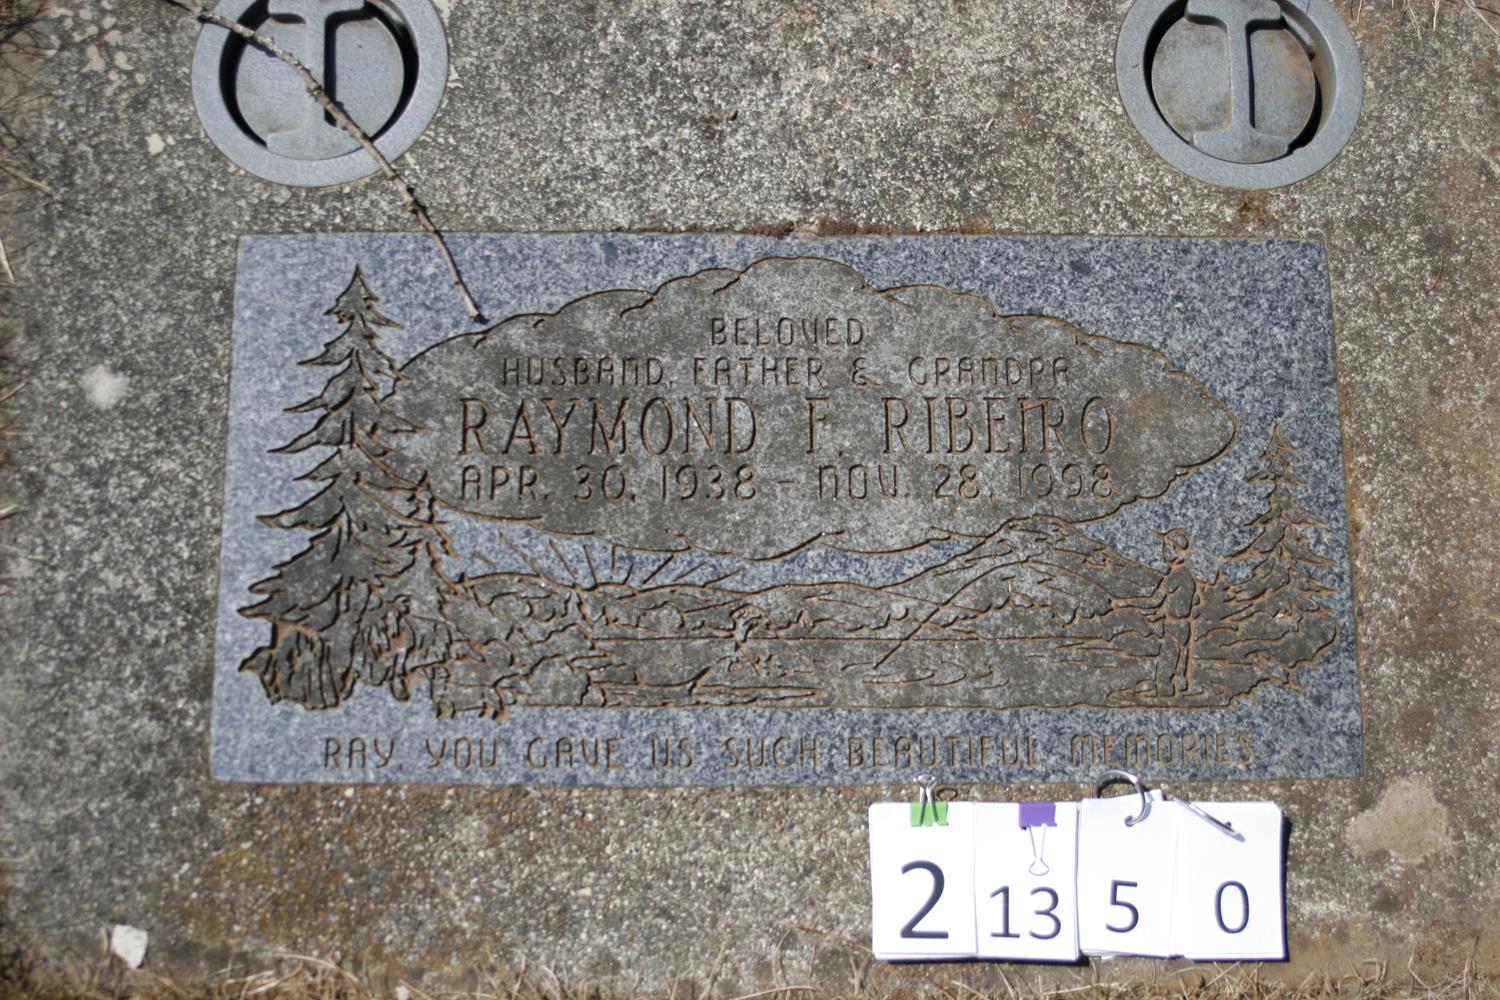 BELOVED
HUSBAND, FATHER & GRANDPA
RAYMOND F. RIBEIRO
APR. 30, 1938 - NOV. 28, 1998
RAY, YOU GAVE US SUCH BEAUTIFUL MEMORIES
2 13 5 0